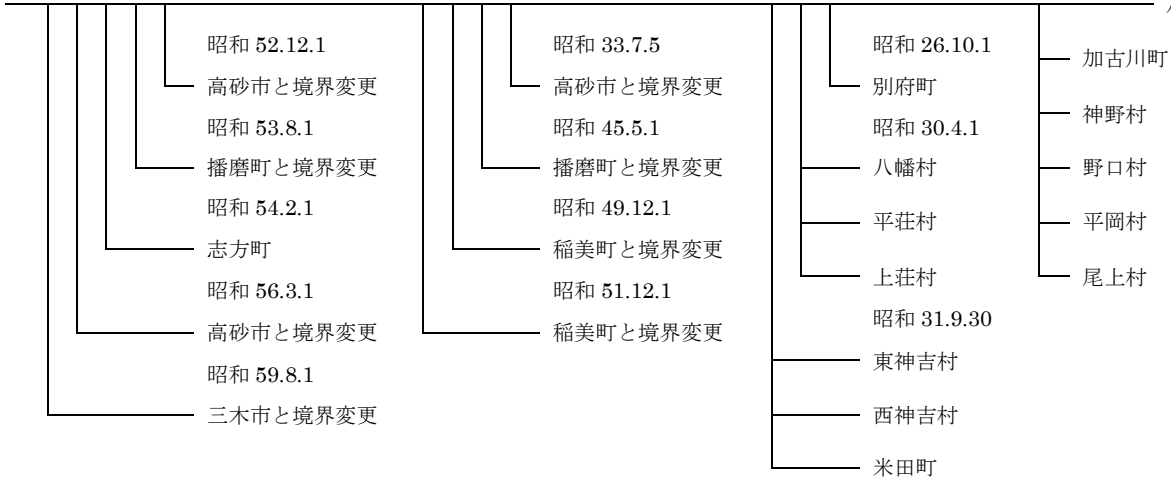 昭和 52.12.1
高砂市と境界変更
昭和 53.8.1
播磨町と境界変更
昭和 54.2.1
志方町
昭和 56.3.1
高砂市と境界変更
昭和 59.8.1
三木市と境界変更
昭和 33.7.5
高砂市と境界変更
昭和 45.5.1
播磨町と境界変更
昭和 49.12.1
稲美町と境界変更
昭和 51.12.1
稲美町と境界変更
昭和 26.10.1
別府町
昭和 30.4.1
八幡村
平荘村
上荘村
昭和 31.9.30
東神吉村
西神吉村
米田町
加古川町
神野村
野口村
平岡村
尾上村